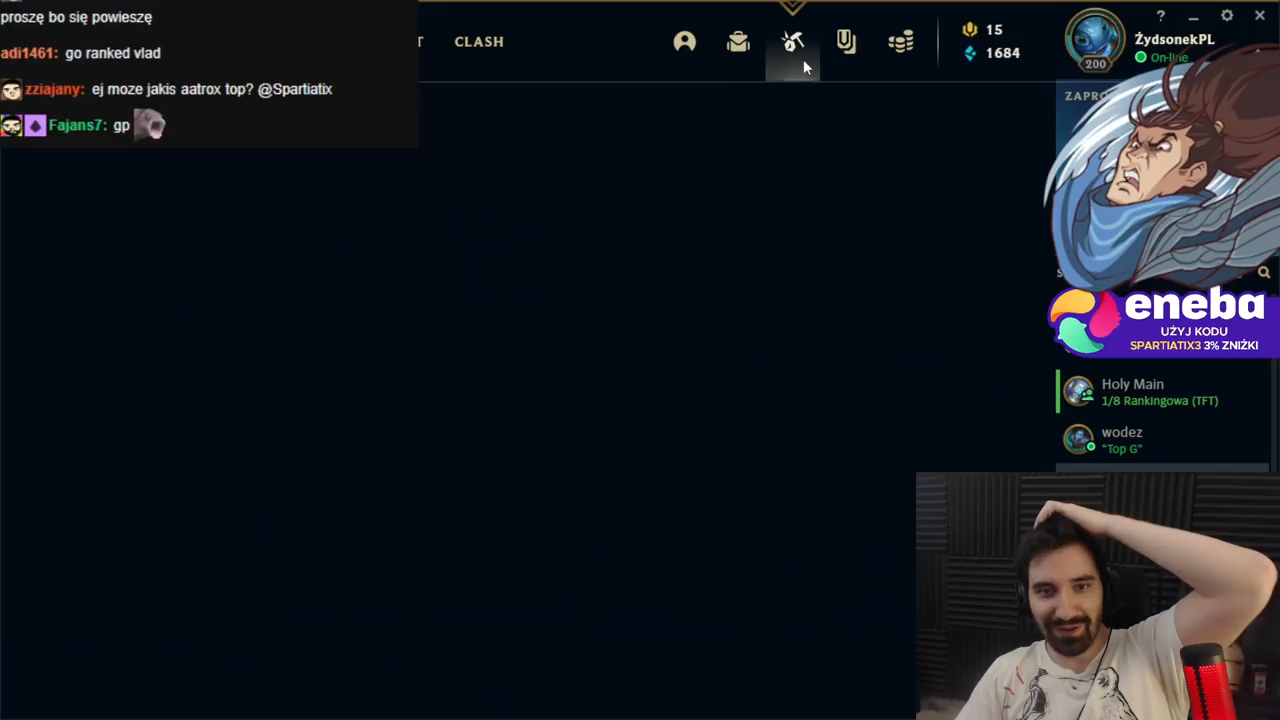 proszę bo się powieszę
adi1461: go ranked vlad
zziajany: ej moze jakis aatrox top? @Spartiatix
Fajans7: gp
T
CLASH
15
1684
?
200
ŻydsonekPL
On-line
ZAPRO
eneba
UŻYJ KODU
SPARTIATIX3 3% ZNIŻKI
Holy Main
1/8 Rankingowa (TFT)
wodez
"Top G"